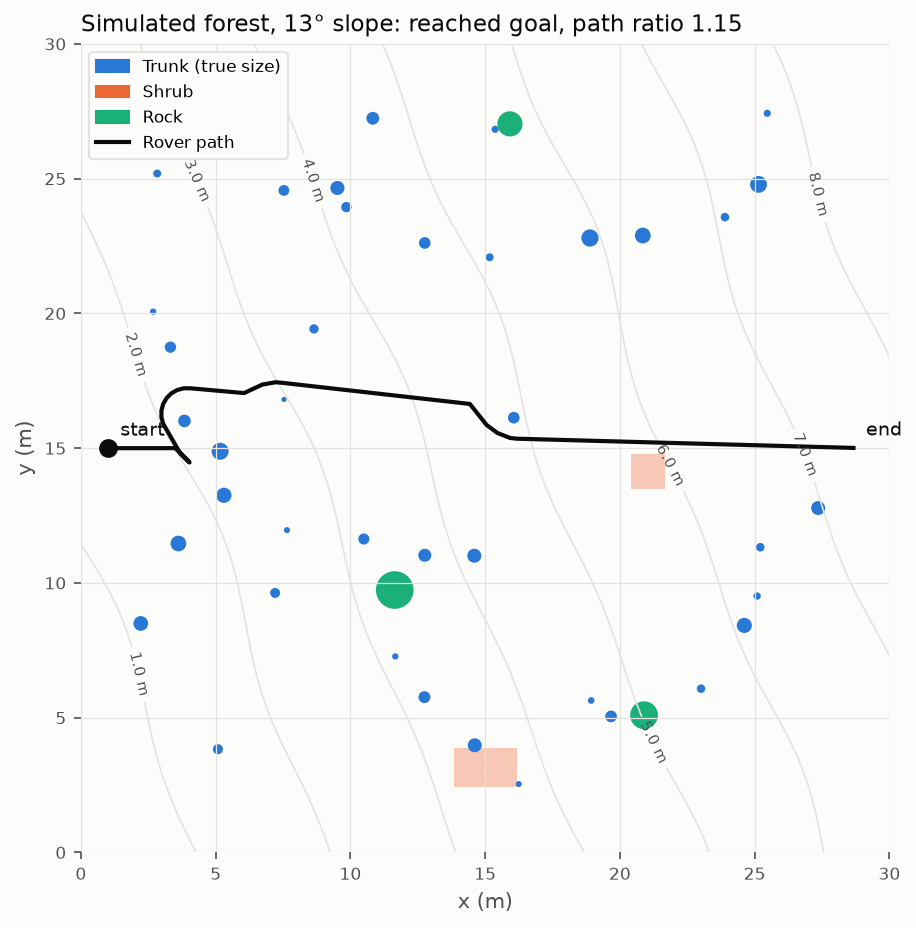 Simulated forest, 13° slope: reached goal, path ratio 1.15
Trunk (true size)
Shrub
Rock
Rover path
30
25
20
15
10
5
0
y (m)
3.0 m
4.0 m
8.0 m
2.0 m
start
end
6.0 m
7.0 m
1.0 m
5.0 m
0
5
10
15
20
25
30
x (m)